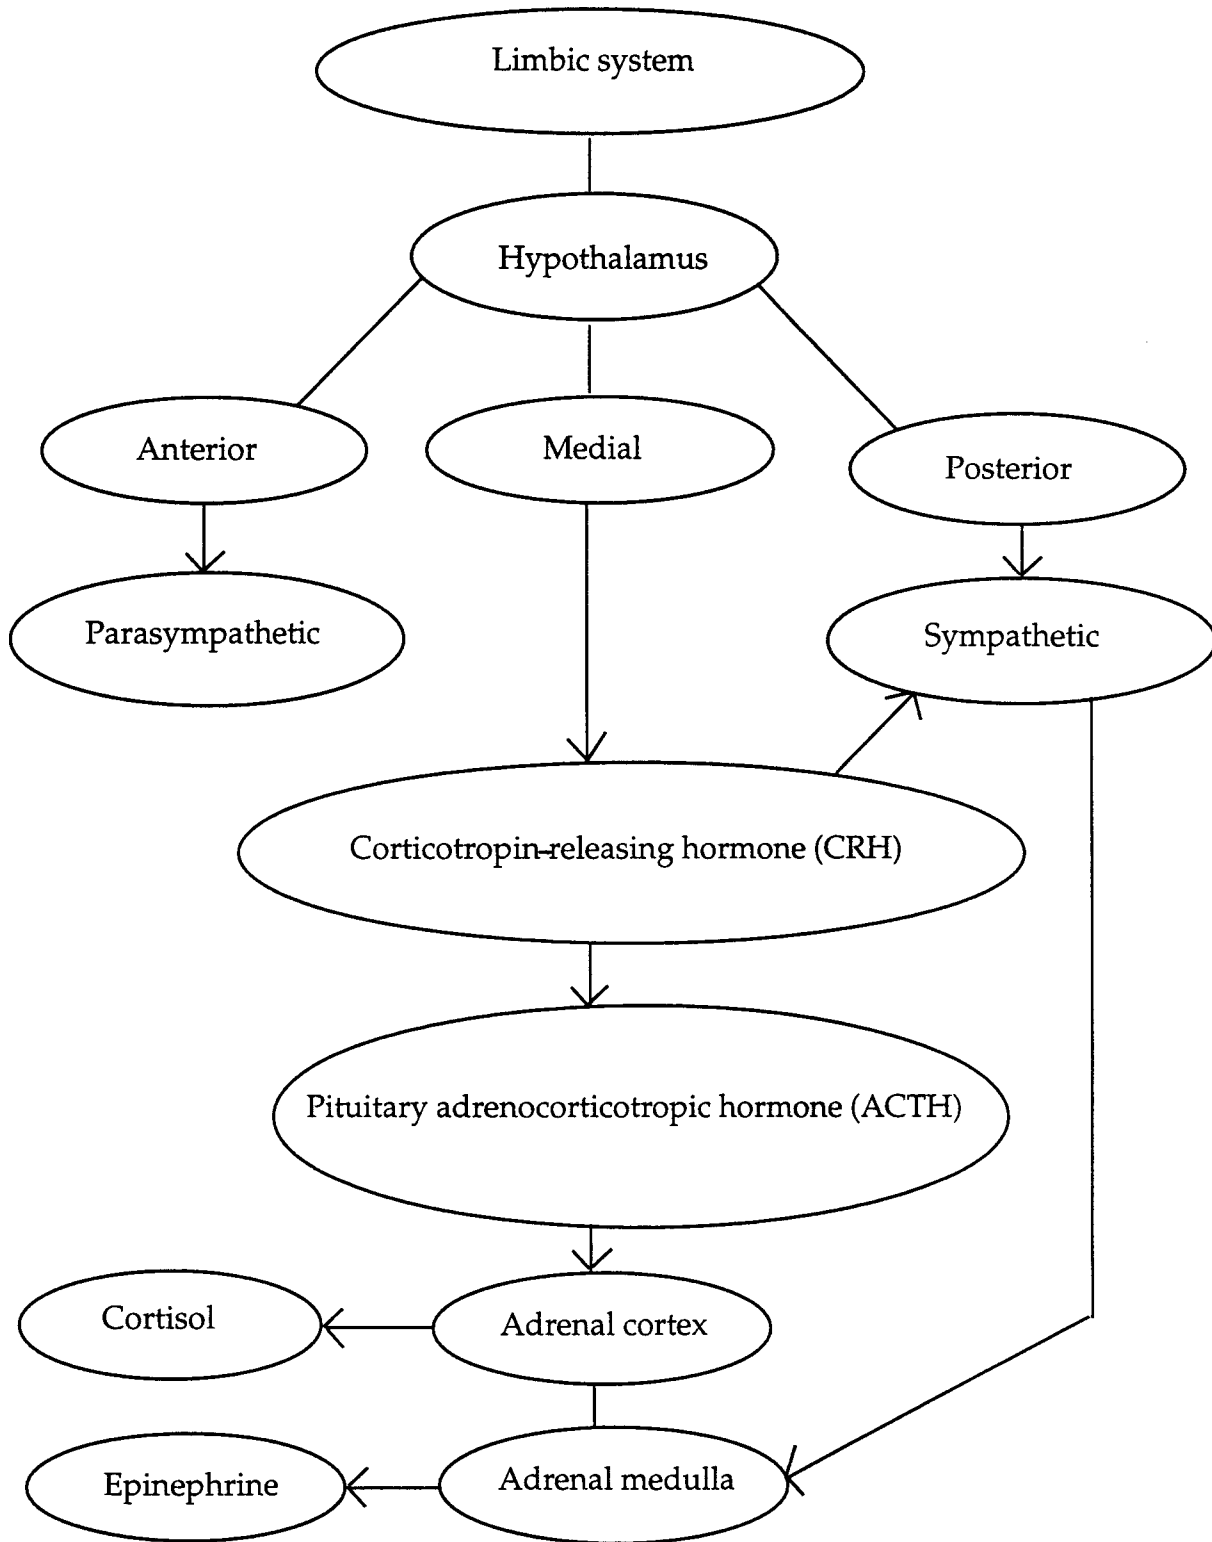 Limbic system
Hypothalamus
Anterior
Medial
Posterior
Parasympathetic
Sympathetic
Corticotropin-releasing hormone (CRH)
Pituitary adrenocorticotropic hormone (ACTH)
Cortisol
Adrenal cortex
Epinephrine
Adrenal medulla